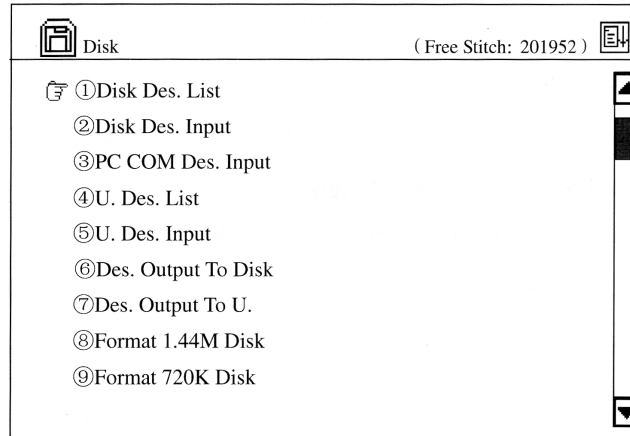 Disk (Free Stitch: 201952)
①Disk Des. List
②Disk Des. Input
③PC COM Des. Input
④U. Des. List
⑤U. Des. Input
⑥Des. Output To Disk
⑦Des. Output To U.
⑧Format 1.44M Disk
⑨Format 720K Disk